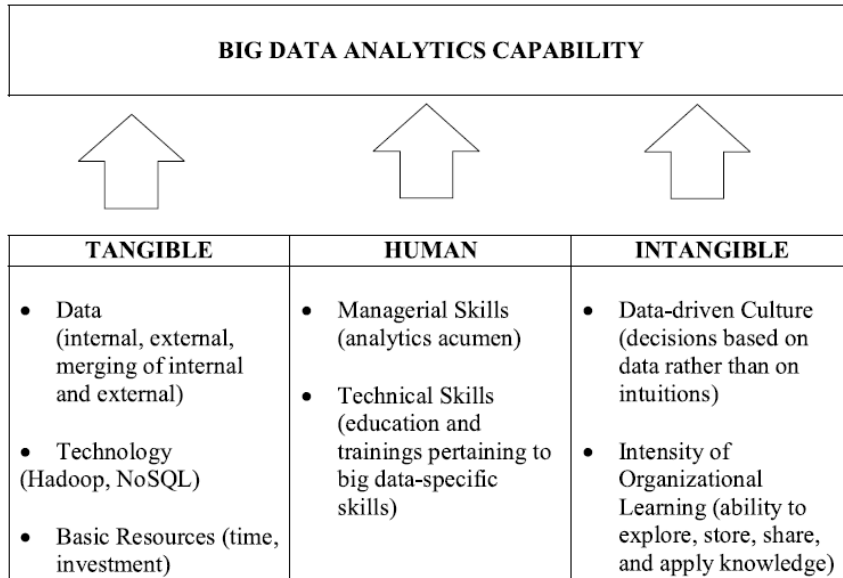 BIG DATA ANALYTICS CAPABILITY
TANGIBLE
• Data
(internal, external,
merging of internal
and external)
• Technology
(Hadoop, NoSQL)
• Basic Resources (time,
investment)
HUMAN
• Managerial Skills
(analytics acumen)
• Technical Skills
(education and
trainings pertaining to
big data-specific
skills)
INTANGIBLE
• Data-driven Culture
(decisions based on
data rather than on
intuitions)
• Intensity of
Organizational
Learning (ability to
explore, store, share,
and apply knowledge)